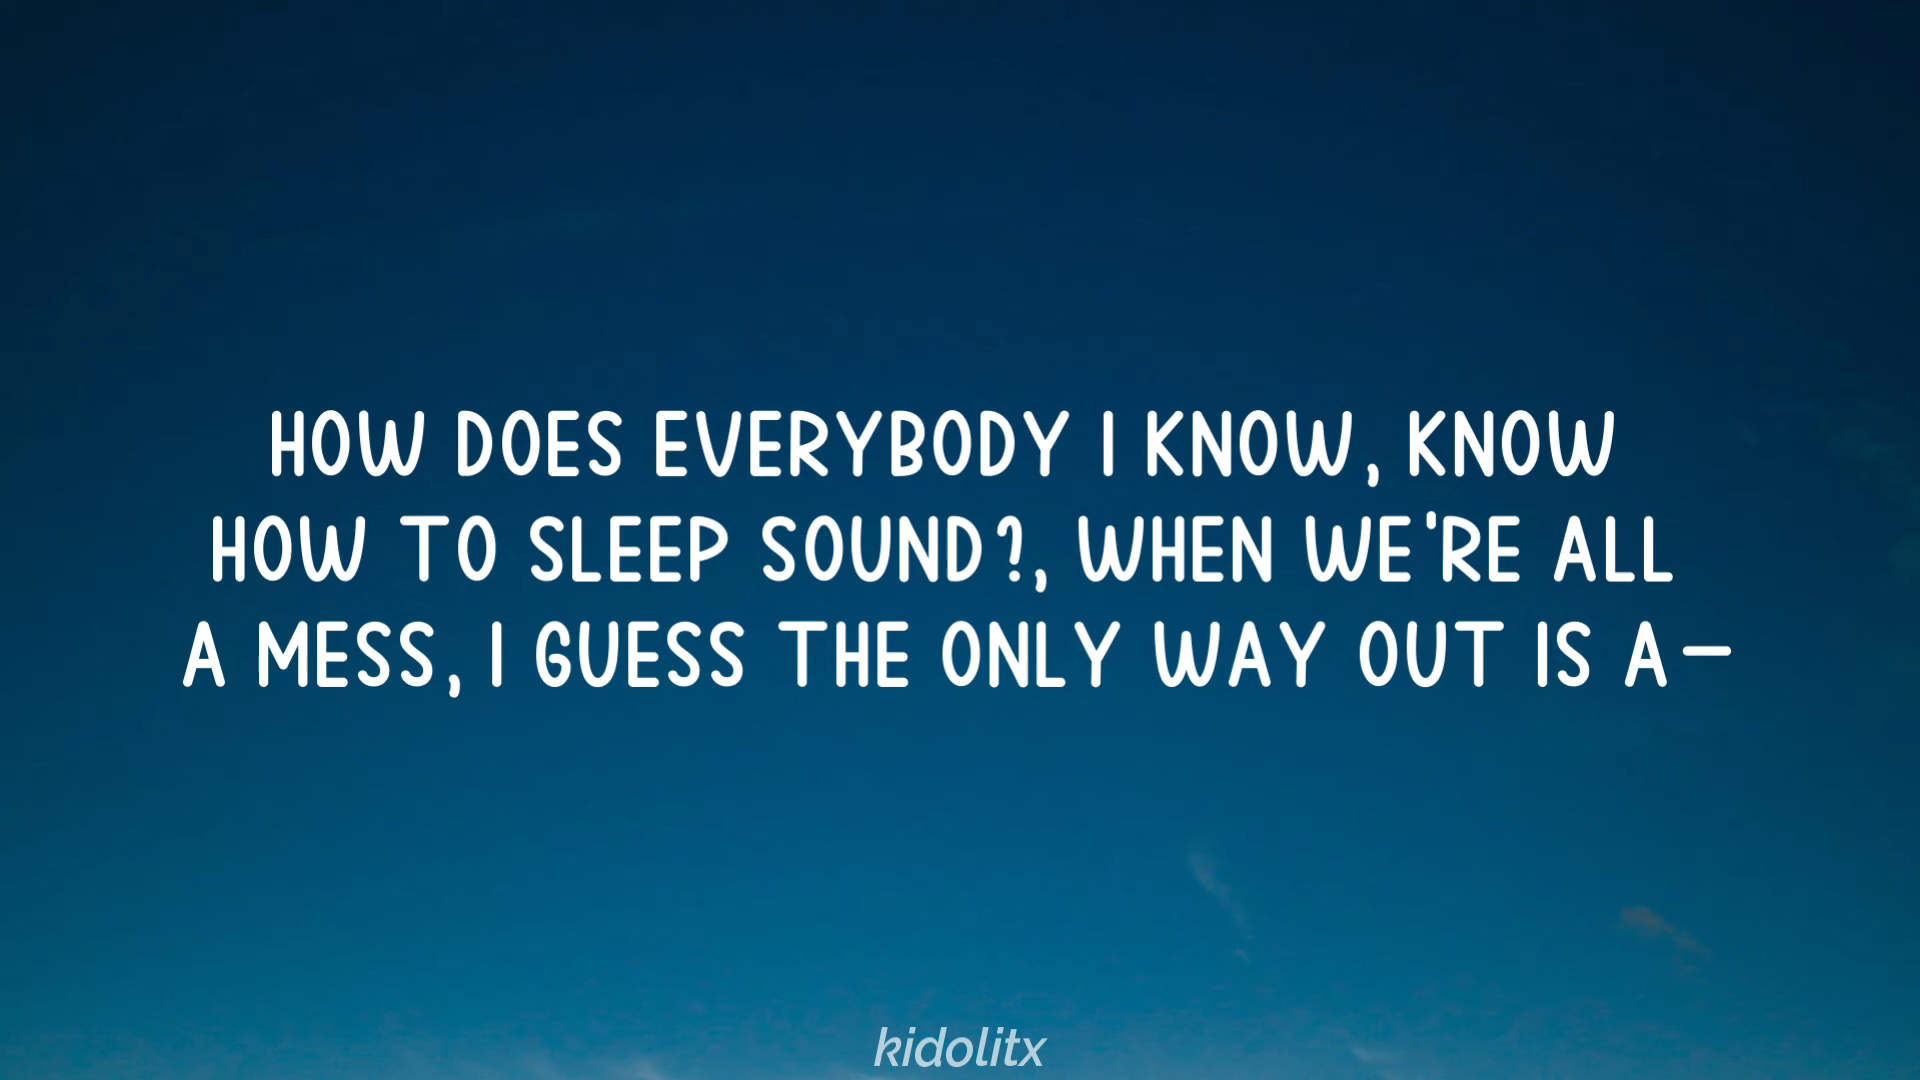 HOW DOES EVERYBODY I KNOW, KNOW
HOW TO SLEEP SOUND?, WHEN WE'RE ALL
A MESS, I GUESS THE ONLY WAY OUT IS A-
kidolitx